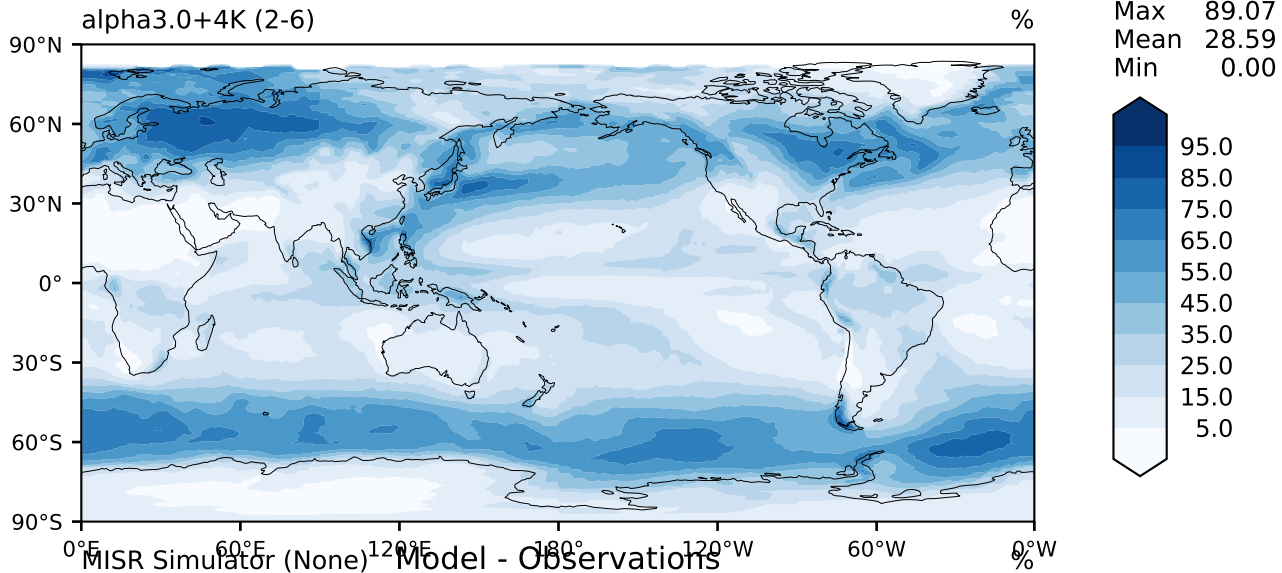 alpha3.0+4K (2-6) %
Max 89.07
Mean 28.59
Min 0.00
90°N
60°N
30°N
0°
30°S
60°S
90°S
95.0
85.0
75.0
65.0
55.0
45.0
35.0
25.0
15.0
5.0
0°E 60°E 120°E 180° 120°W 60°W 0°W
MISR Simulator (None) Model - Observations %